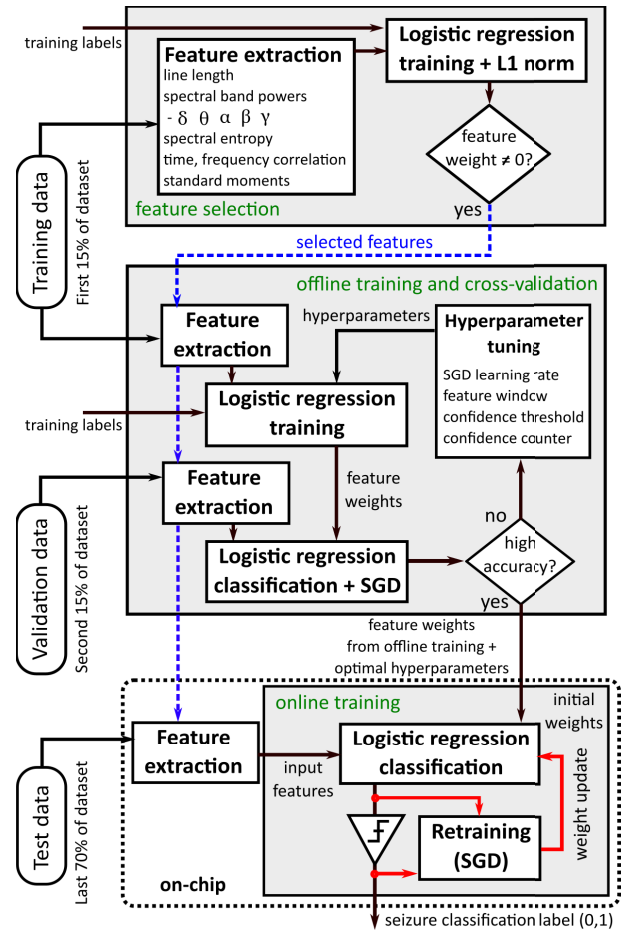 training labels
Logistic regression
training + L1 norm
Feature extraction
line length
spectral band powers
- δ θ α β γ
spectral entropy
time, frequency correlation
standard moments
feature
weight ≠ 0?
feature selection
yes
Training data
First 15% of dataset
selected features
offline training and cross-validation
Feature
extraction
hyperparameters
Hyperparameter
tuning
SGD learning rate
feature window
confidence threshold
confidence counter
Logistic regression
training
training labels
Feature
extraction
feature
weights
no
high
accuracy?
Logistic regression
classification + SGD
yes
Validation data
Second 15% of dataset
feature weights
from offline training +
optimal hyperparameters
online training
initial
weights
Feature
extraction
input
features
Logistic regression
classification
weight update
Retraining
(SGD)
Test data
Last 70% of dataset
on-chip
seizure classification label (0,1)